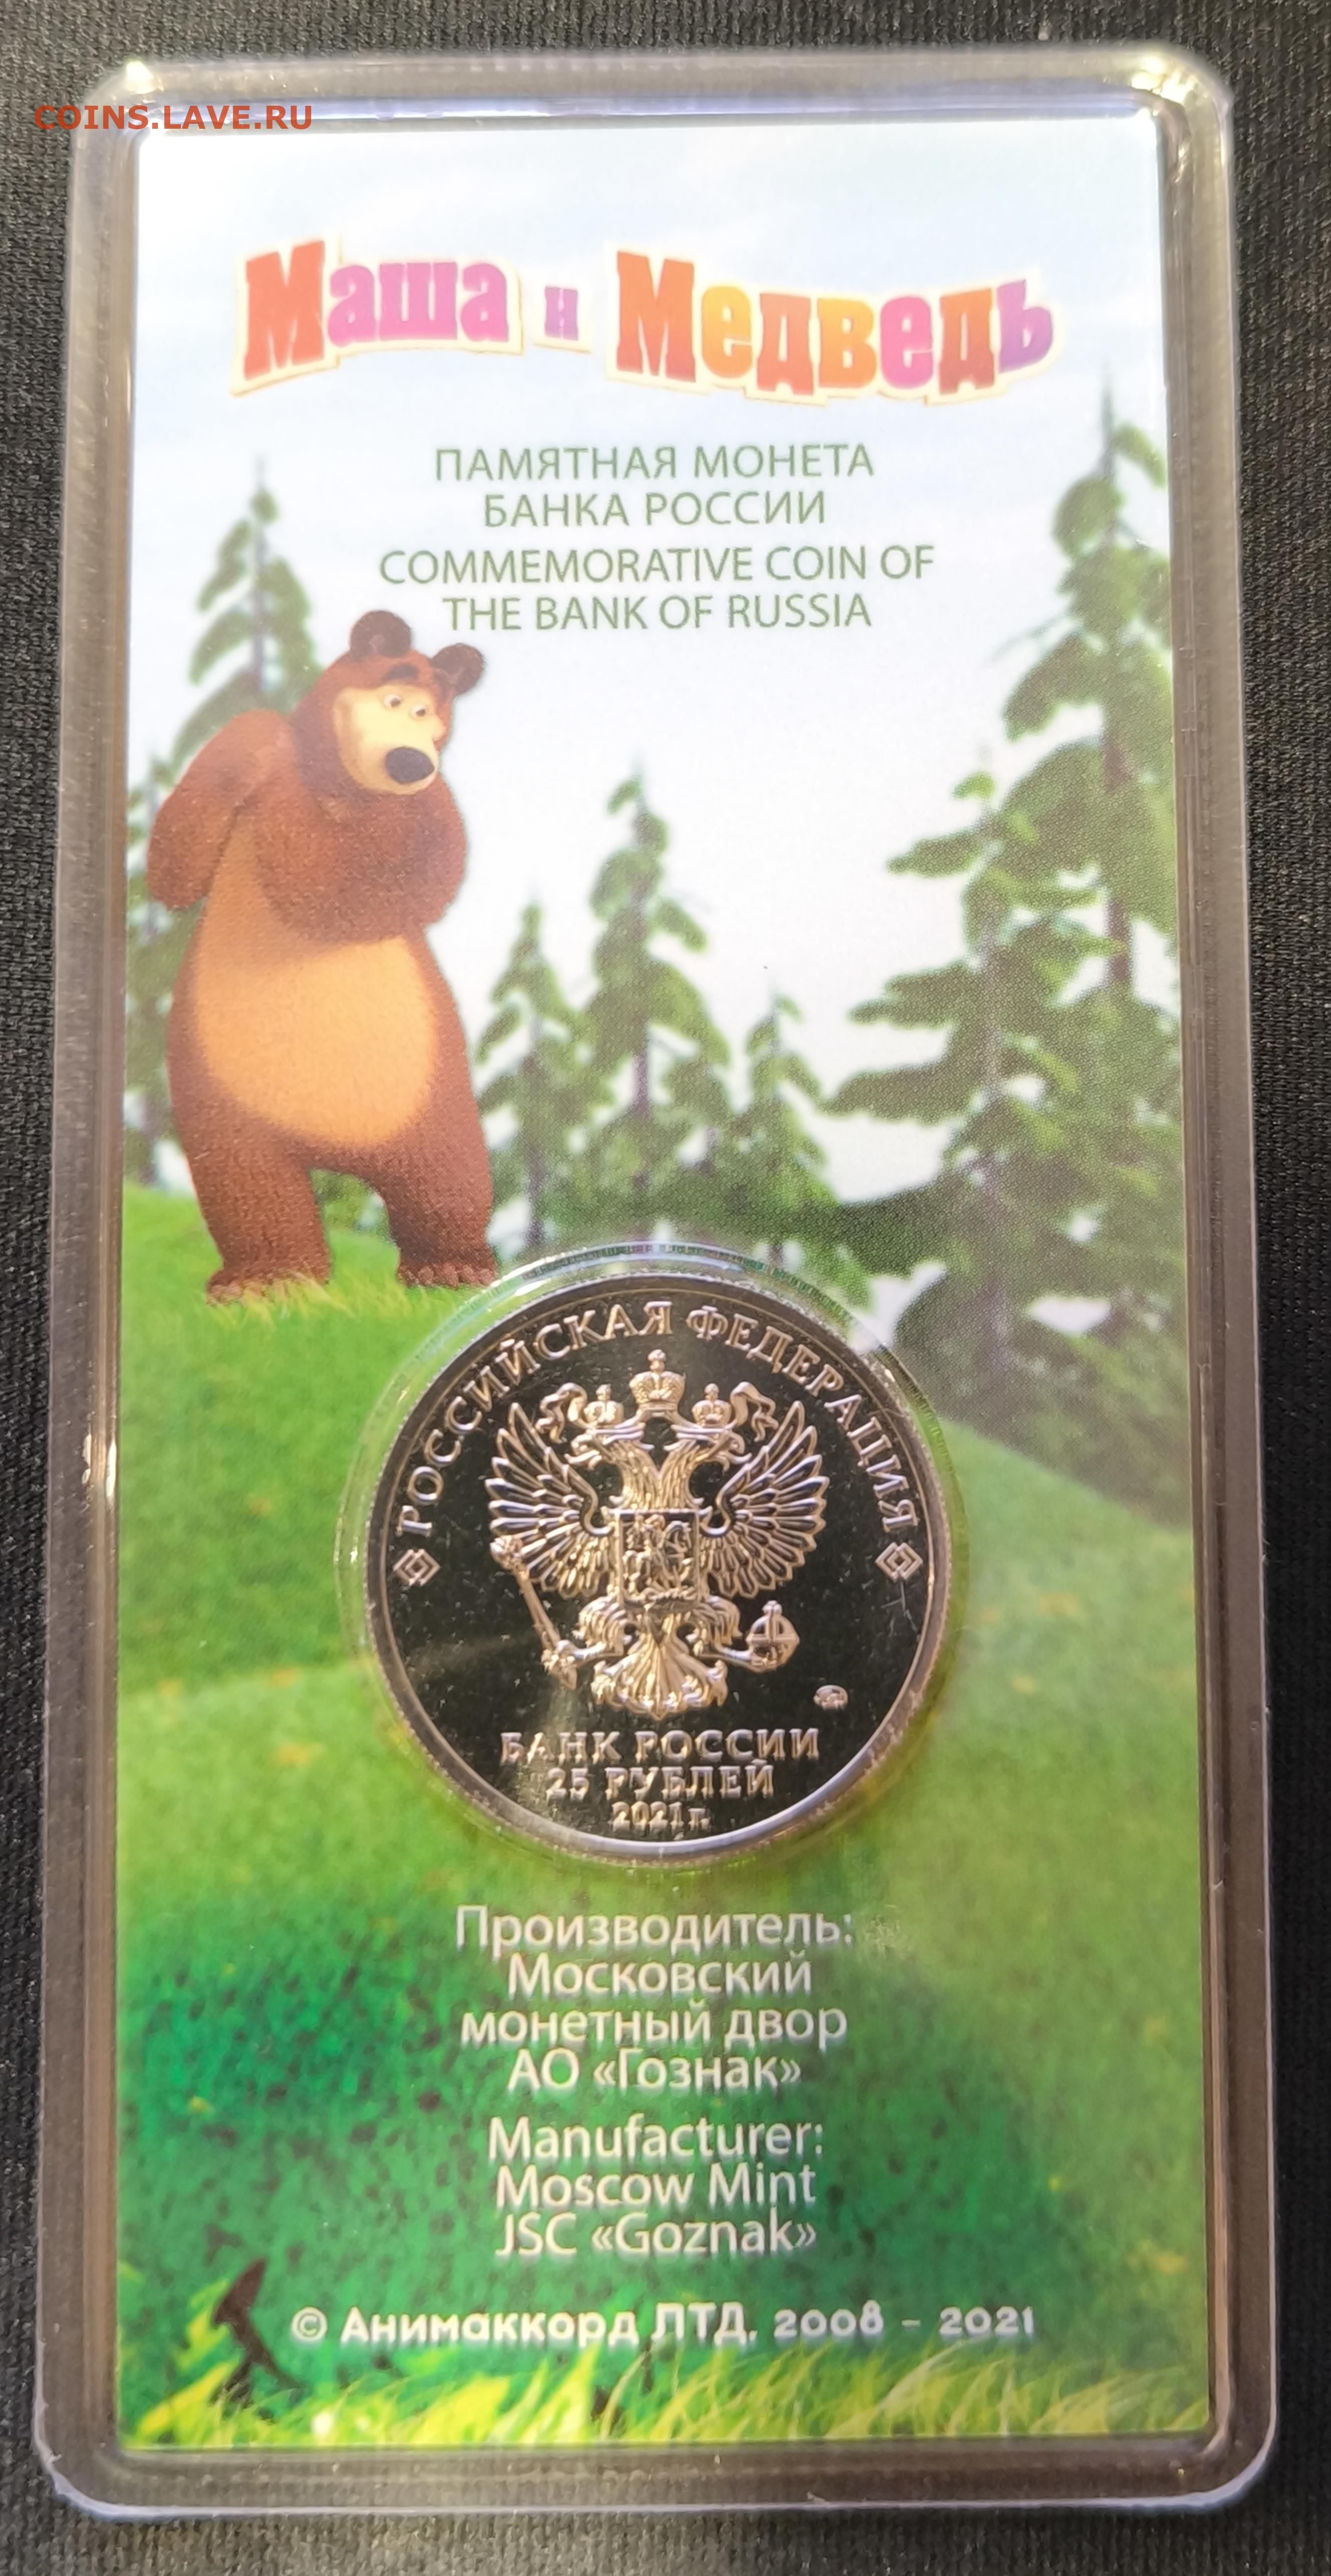 COINS.LAVE.RU
Маша и Медведь
ПАМЯТНАЯ МОНЕТА
БАНКА РОССИИ
COMMEMORATIVE COIN OF
THE BANK OF RUSSIA
РОССИЙСКАЯ ФЕДЕРАЦИЯ
БАНК РОССИИ
25 РУБЛЕЙ
2021 г.
Производитель:
Московский
монетный двор
АО «Гознак»
Manufacturer:
Moscow Mint
JSC «Goznak»
© Анимаккорд ЛТД, 2008 – 2021